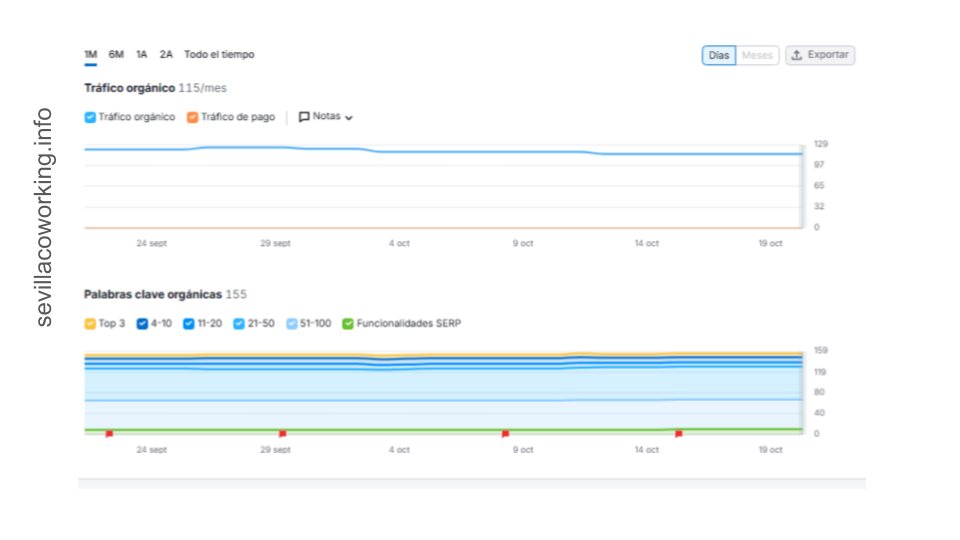 sevillacoworking.info
1M 6M 1A 2A Todo el tiempo
Días Meses Exportar
Tráfico orgánico 115/mes
Tráfico orgánico Tráfico de pago Notas
129
97
65
32
0
24 sept 29 sept 4 oct 9 oct 14 oct 19 oct
Palabras clave orgánicas 155
Top 3 4-10 11-20 21-50 51-100 Funcionalidades SERP
159
119
80
40
0
24 sept 29 sept 4 oct 9 oct 14 oct 19 oct